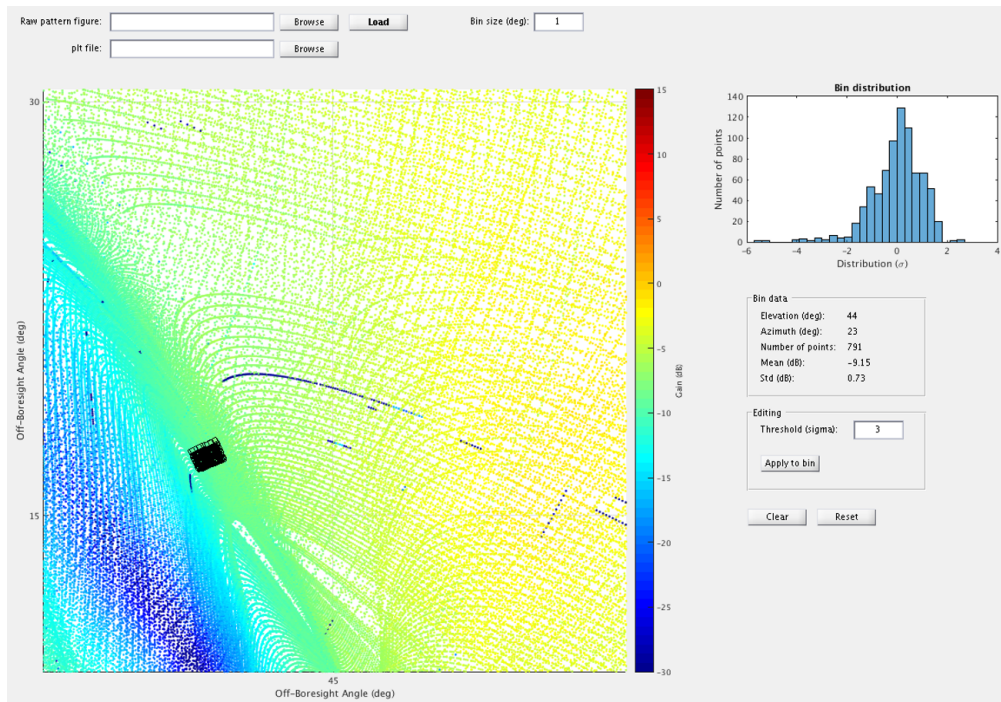 Raw pattern figure: Browse Load Bin size (deg): 1
plt file: Browse
30
15
45
Off-Boresight Angle (deg)
Off-Boresight Angle (deg)
15
10
5
0
-5
-10
-15
-20
-25
-30
Gain (dB)
Bin distribution
140
120
100
80
60
40
20
0
-6 -4 -2 0 2 4
Number of points
Distribution (σ)
Bin data
Elevation (deg): 44
Azimuth (deg): 23
Number of points: 791
Mean (dB) -9.15
Std (dB): 0.73
Editing
Threshold (sigma): 3
Apply to bin
Clear Reset